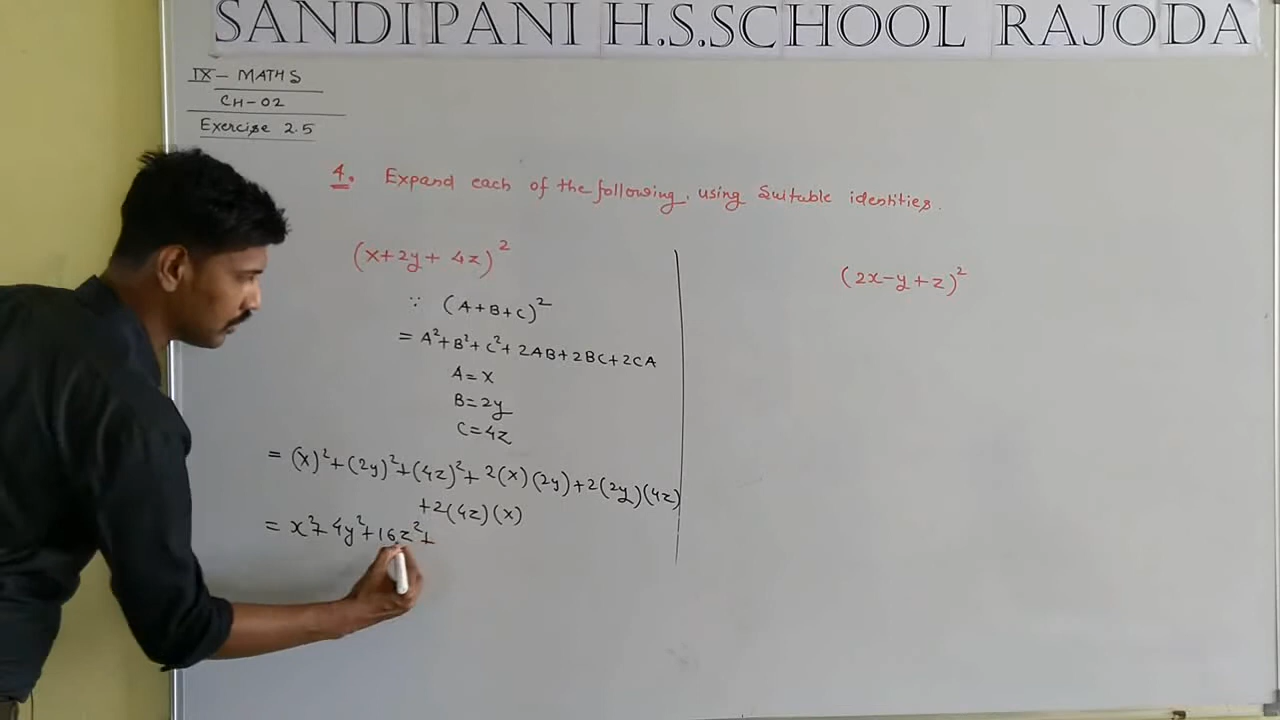 SANDIPANI H.S.SCHOOL RAJODA
IX - MATHS
CH-02
Exercise 2.5
4. Expand each of the following, using Suitable identities.
(x+2y+4z)²
∵ (A+B+C)²
= A²+B²+C²+2AB+2BC+2CA
A=x
B=2y
C=4z
= (x)²+(2y)²+(4z)²+2(x)(2y)+2(2y)(4z)
+2(4z)(x)
= x²+4y²+16z²+
(2x-y+z)²